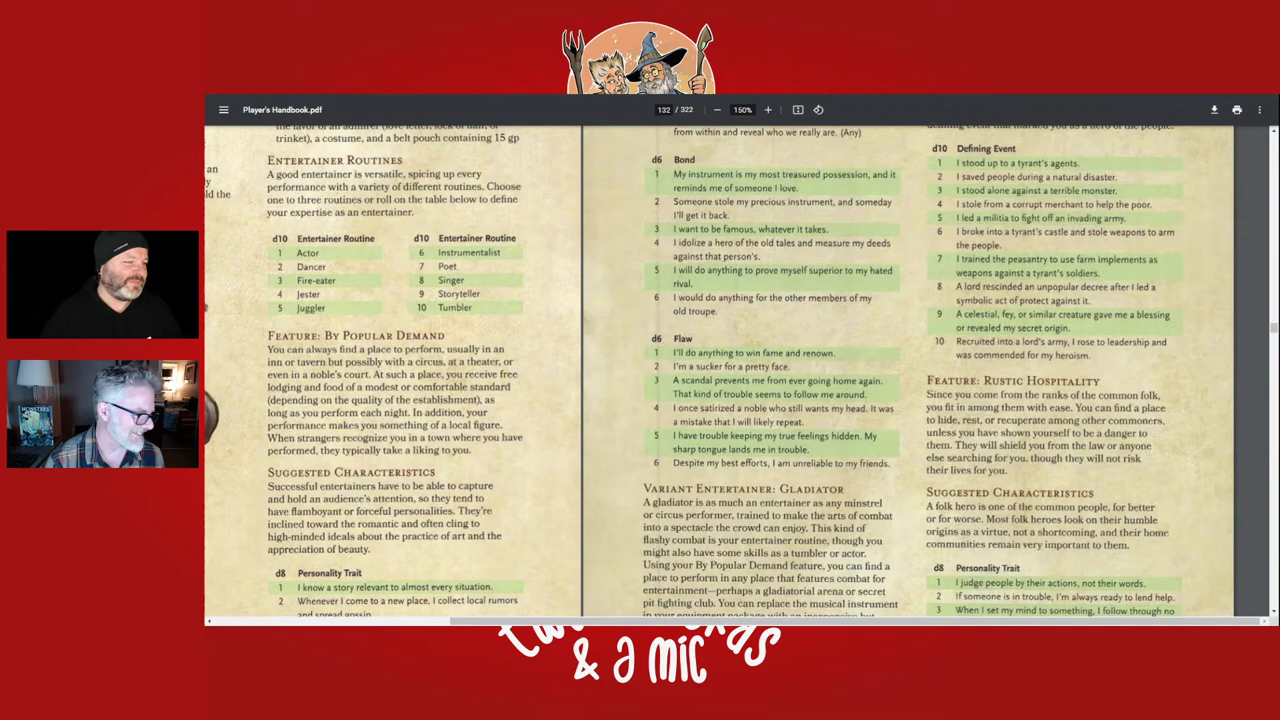 Player's Handbook.pdf
132 / 322
150%
trinket), a costume, and a belt pouch containing 15 gp
ENTERTAINER ROUTINES
A good entertainer is versatile, spicing up every
performance with a variety of different routines. Choose
one to three routines or roll on the table below to define
your expertise as an entertainer.
d10 Entertainer Routine
1 Actor
2 Dancer
3 Fire-eater
4 Jester
5 Juggler
d10 Entertainer Routine
6 Instrumentalist
7 Poet
8 Singer
9 Storyteller
10 Tumbler
FEATURE: BY POPULAR DEMAND
You can always find a place to perform, usually in an
inn or tavern but possibly with a circus, at a theater, or
even in a noble's court. At such a place, you receive free
lodging and food of a modest or comfortable standard
(depending on the quality of the establishment), as
long as you perform each night. In addition, your
performance makes you something of a local figure.
When strangers recognize you in a town where you have
performed, they typically take a liking to you.
SUGGESTED CHARACTERISTICS
Successful entertainers have to be able to capture
and hold an audience's attention, so they tend to
have flamboyant or forceful personalities. They're
inclined toward the romantic and often cling to
high-minded ideals about the practice of art and the
appreciation of beauty.
d8 Personality Trait
1 I know a story relevant to almost every situation.
2 Whenever I come to a new place, I collect local rumors
and spread gossip.
from within and reveal who we really are. (Any)
d6 Bond
1 My instrument is my most treasured possession, and it
reminds me of someone I love.
2 Someone stole my precious instrument, and someday
I'll get it back.
3 I want to be famous, whatever it takes.
4 I idolize a hero of the old tales and measure my deeds
against that person's.
5 I will do anything to prove myself superior to my hated
rival.
6 I would do anything for the other members of my
old troupe.
d6 Flaw
1 I'll do anything to win fame and renown.
2 I'm a sucker for a pretty face.
3 A scandal prevents me from ever going home again.
That kind of trouble seems to follow me around.
4 I once satirized a noble who still wants my head. It was
a mistake that I will likely repeat.
5 I have trouble keeping my true feelings hidden. My
sharp tongue lands me in trouble.
6 Despite my best efforts, I am unreliable to my friends.
VARIANT ENTERTAINER: GLADIATOR
A gladiator is as much an entertainer as any minstrel
or circus performer, trained to make the arts of combat
into a spectacle the crowd can enjoy. This kind of
flashy combat is your entertainer routine, though you
might also have some skills as a tumbler or actor.
Using your By Popular Demand feature, you can find a
place to perform in any place that features combat for
entertainment—perhaps a gladiatorial arena or secret
pit fighting club. You can replace the musical instrument
d10 Defining Event
1 I stood up to a tyrant's agents.
2 I saved people during a natural disaster.
3 I stood alone against a terrible monster.
4 I stole from a corrupt merchant to help the poor.
5 I led a militia to fight off an invading army.
6 I broke into a tyrant's castle and stole weapons to arm
the people.
7 I trained the peasantry to use farm implements as
weapons against a tyrant's soldiers.
8 A lord rescinded an unpopular decree after I led a
symbolic act of protect against it.
9 A celestial, fey, or similar creature gave me a blessing
or revealed my secret origin.
10 Recruited into a lord's army, I rose to leadership and
was commended for my heroism.
FEATURE: RUSTIC HOSPITALITY
Since you come from the ranks of the common folk,
you fit in among them with ease. You can find a place
to hide, rest, or recuperate among other commoners,
unless you have shown yourself to be a danger to
them. They will shield you from the law or anyone
else searching for you, though they will not risk
their lives for you.
SUGGESTED CHARACTERISTICS
A folk hero is one of the common people, for better
or for worse. Most folk heroes look on their humble
origins as a virtue, not a shortcoming, and their home
communities remain very important to them.
d8 Personality Trait
1 I judge people by their actions, not their words.
2 If someone is in trouble, I'm always ready to lend help.
3 When I set my mind to something, I follow through no
MONSTERS
& a mic